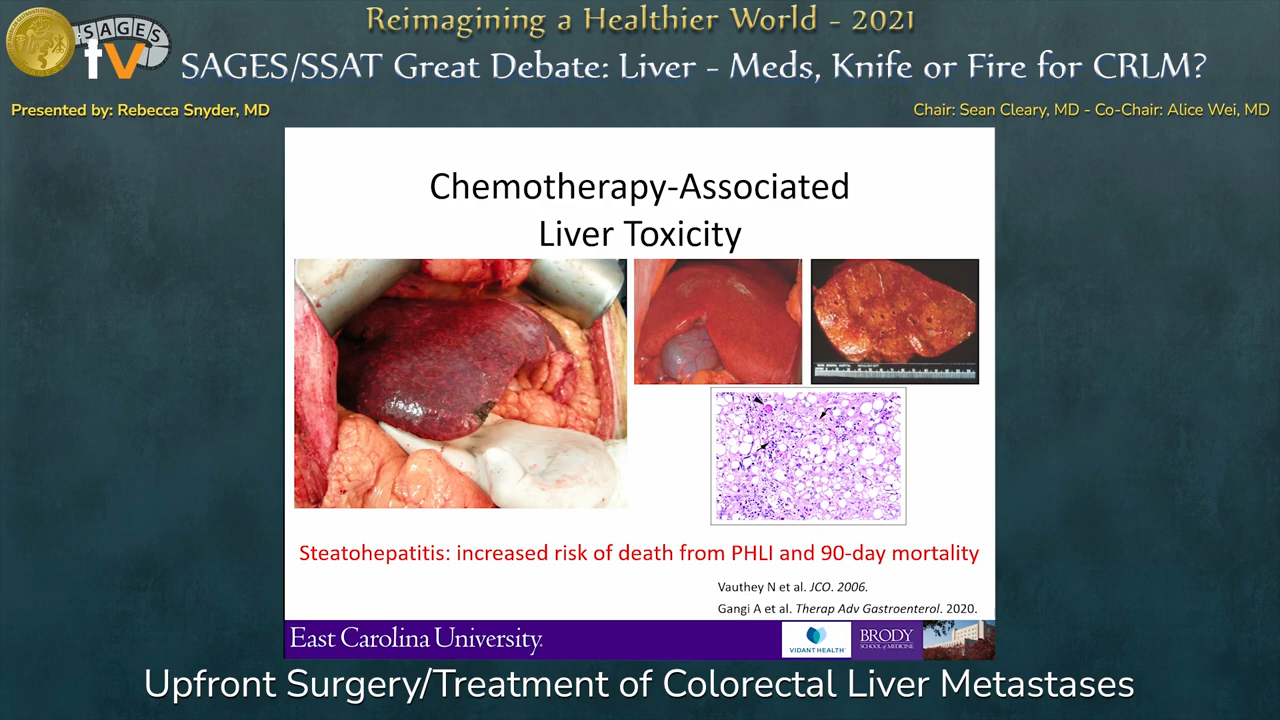 Reimagining a Healthier World - 2021
SAGES
tv
SAGES/SSAT Great Debate: Liver - Meds, Knife or Fire for CRLM?
Presented by: Rebecca Snyder, MD
Chair: Sean Cleary, MD - Co-Chair: Alice Wei, MD
Chemotherapy-Associated
Liver Toxicity
Steatohepatitis: increased risk of death from PHLI and 90-day mortality
Vauthey N et al. JCO. 2006.
Gangi A et al. Therap Adv Gastroenterol. 2020.
East Carolina University.
VIDANT HEALTH
BRODY
SCHOOL of MEDICINE
Upfront Surgery/Treatment of Colorectal Liver Metastases